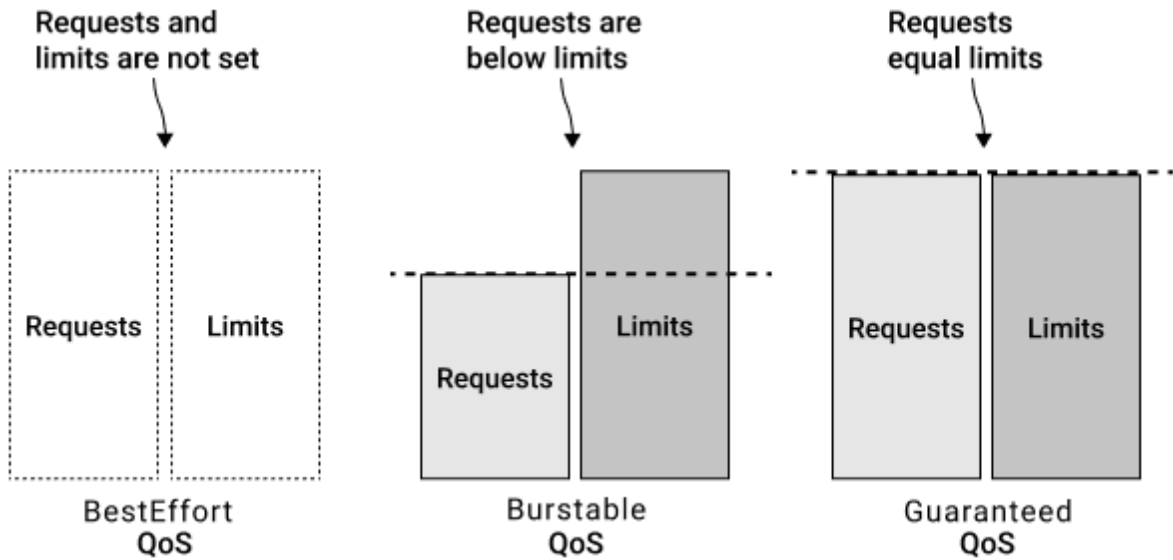 Requests and
limits are not set
Requests
Limits
BestEffort
QoS
Requests are
below limits
Requests
Limits
Burstable
QoS
Requests
equal limits
Requests
Limits
Guaranteed
QoS